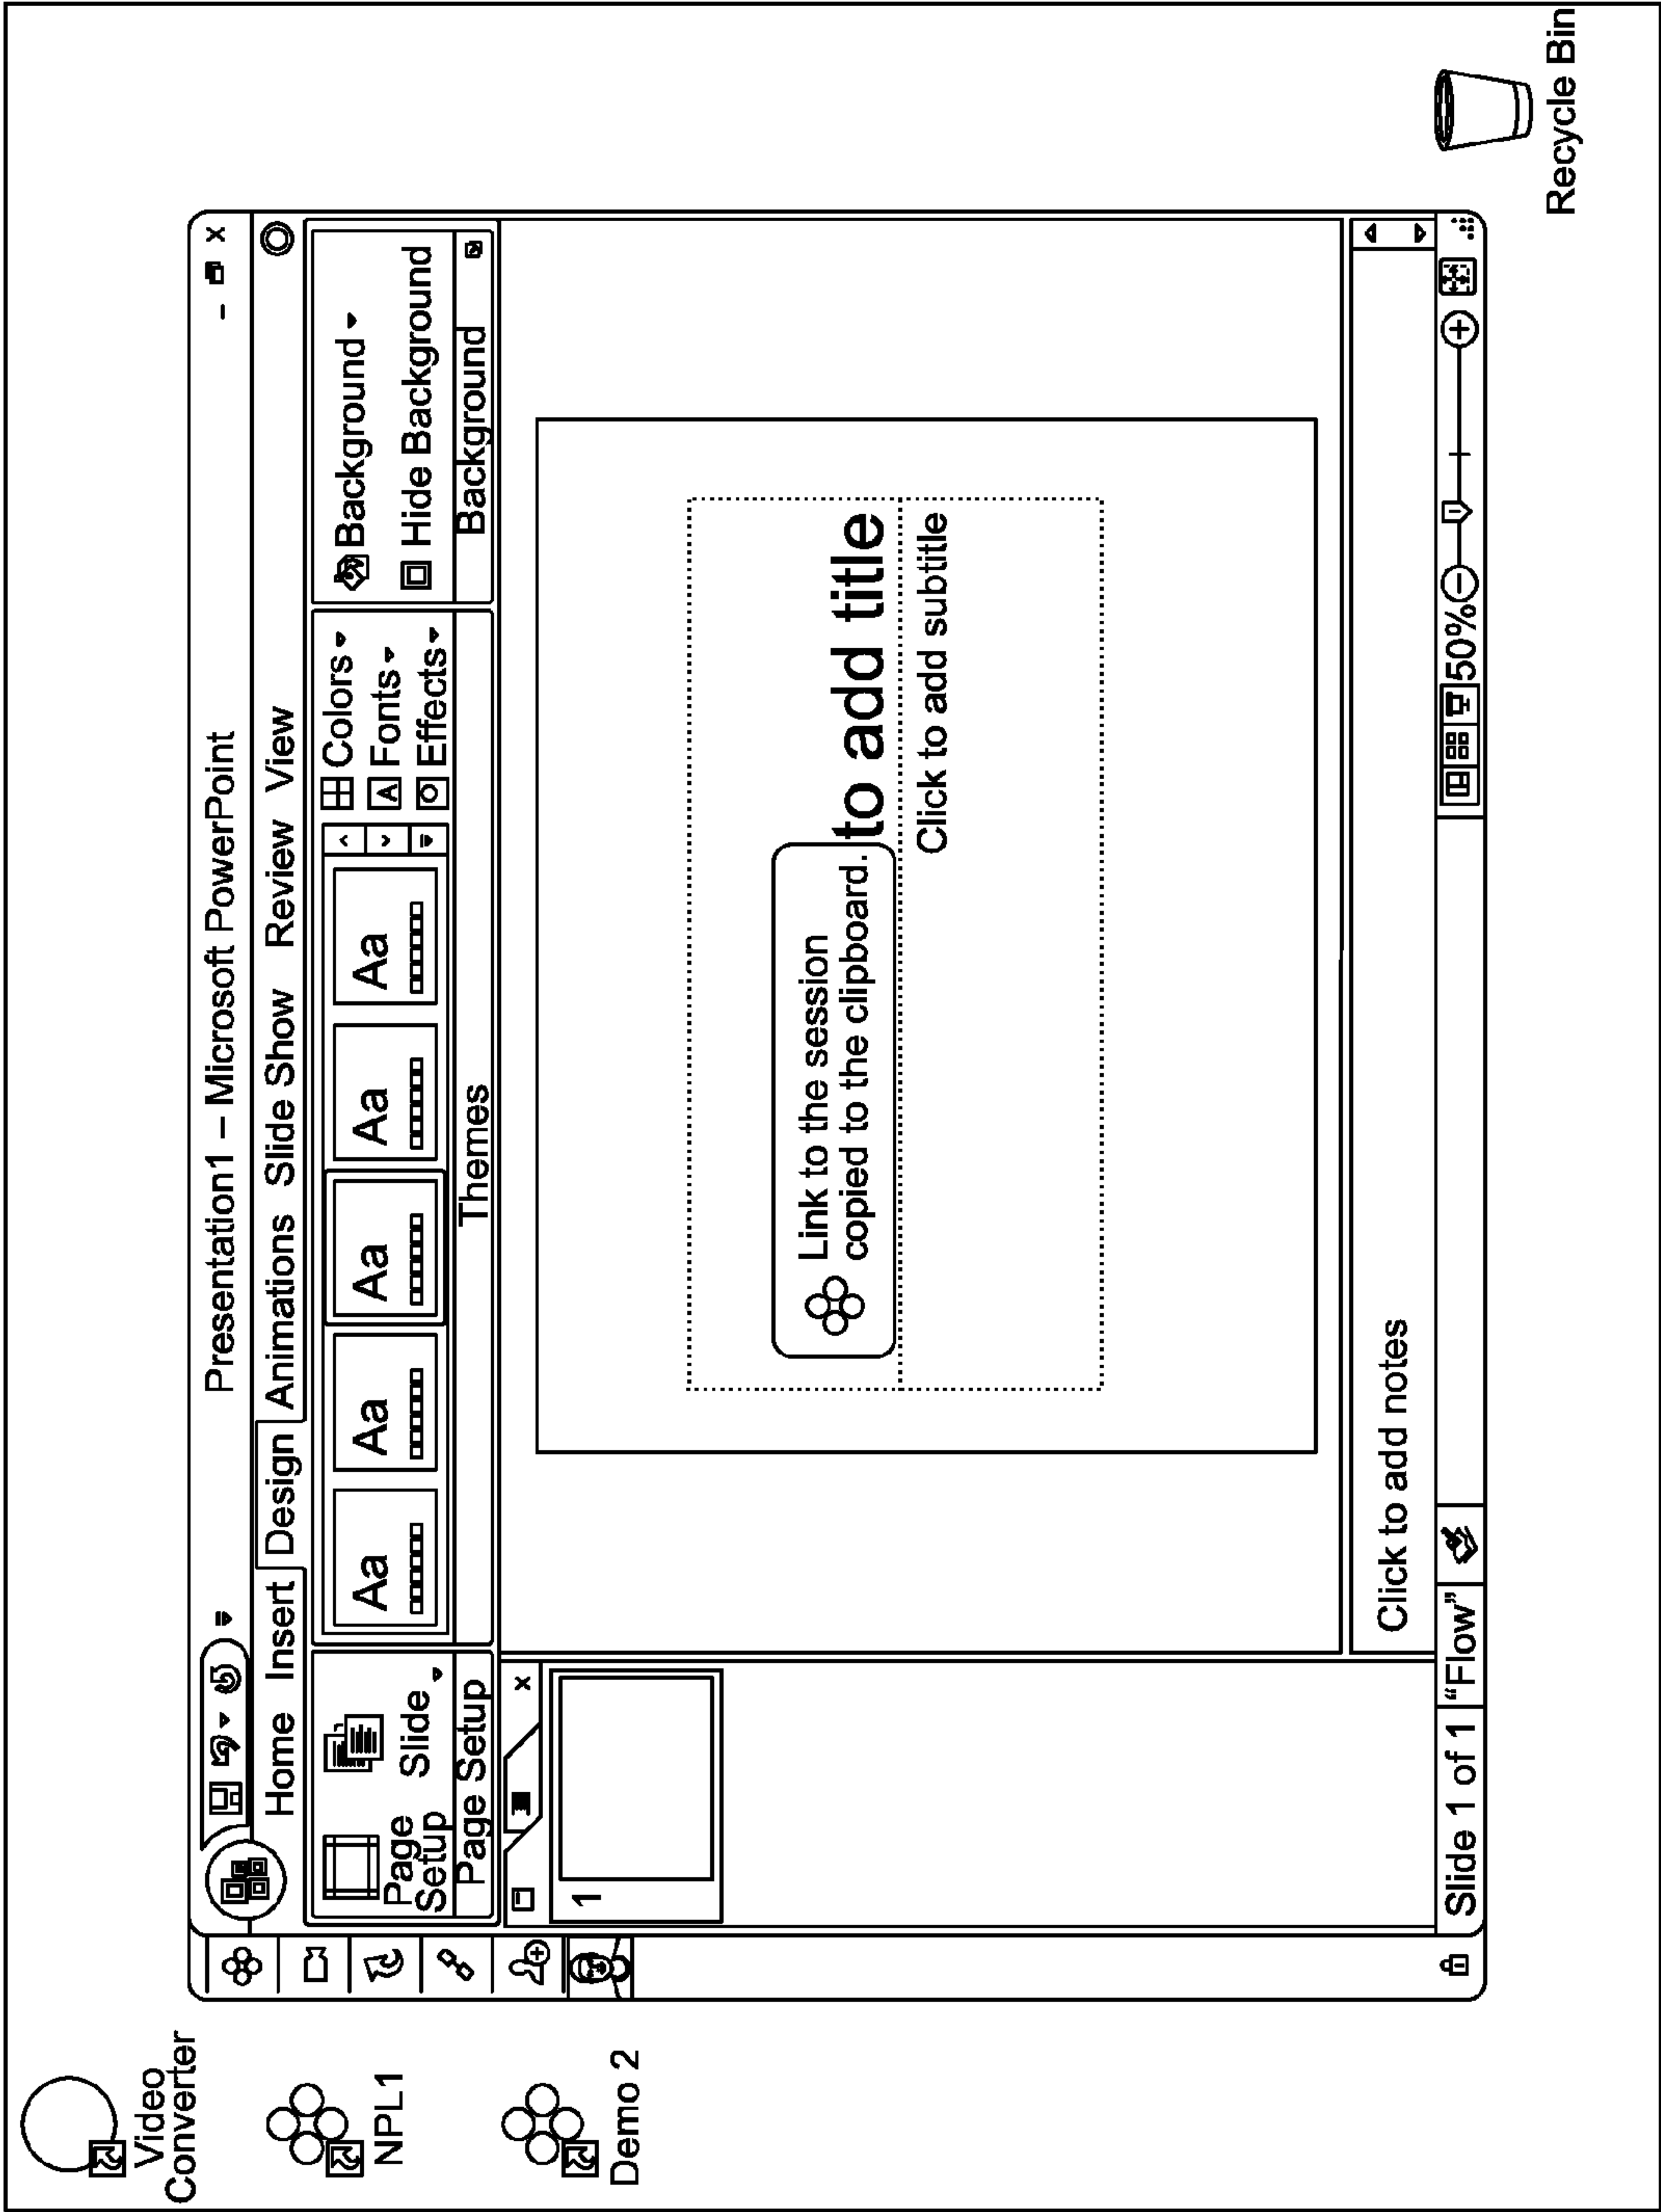 Video
Converter
NPL1
Demo 2
Presentation1 – Microsoft PowerPoint
– x
Home Insert Design Animations Slide Show Review View
Page
Setup
Slide
Page Setup
Aa Aa Aa Aa Aa
Themes
Colors
A Fonts
Effects
Background
Hide Background
Background
x
1
Link to the session
copied to the clipboard.
to add title
Click to add subtitle
Click to add notes
Slide 1 of 1 "Flow" 50%
Recycle Bin